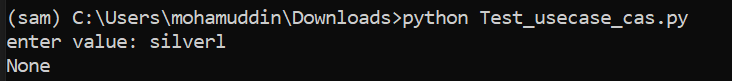 (sam) C:\Users\mohamuddin\Downloads>python Test_usecase_cas.py
enter value: silverl
None